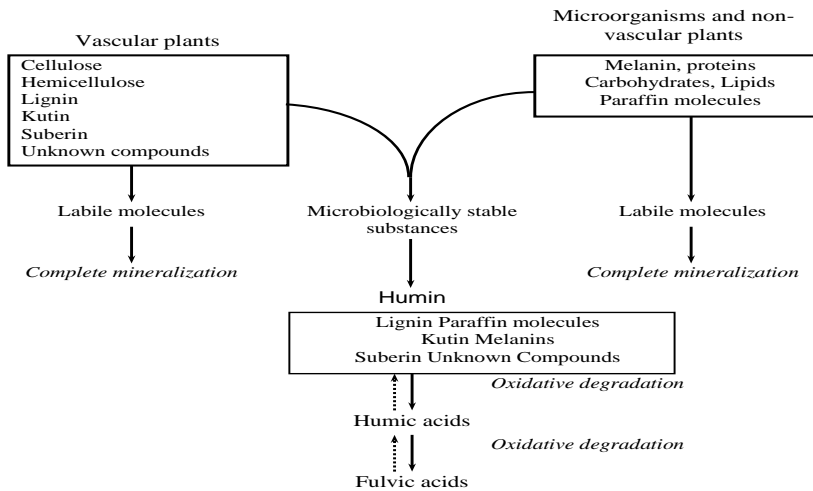 Vascular plants
Cellulose
Hemicellulose
Lignin
Kutin
Suberin
Unknown compounds
Microorganisms and non-
vascular plants
Melanin, proteins
Carbohydrates, Lipids
Paraffin molecules
Labile molecules
Microbiologically stable
substances
Labile molecules
Complete mineralization
Complete mineralization
Humin
Lignin Paraffin molecules
Kutin Melanins
Suberin Unknown Compounds
Oxidative degradation
Humic acids
Oxidative degradation
Fulvic acids